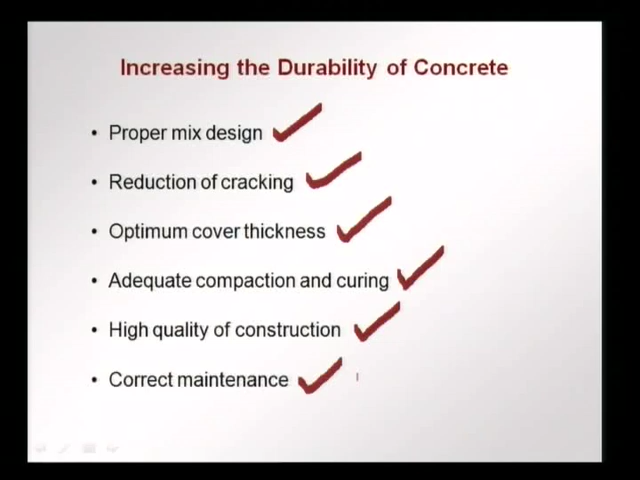 Increasing the Durability of Concrete
• Proper mix design
• Reduction of cracking
• Optimum cover thickness
• Adequate compaction and curing
• High quality of construction
• Correct maintenance